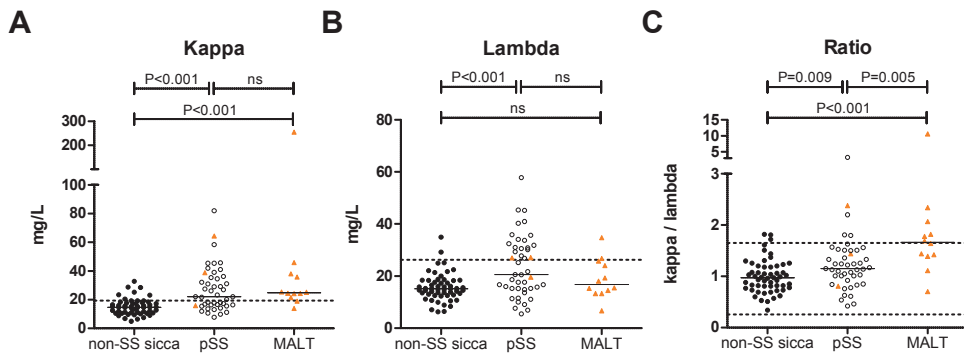 A
Kappa
P<0.001
ns
P<0.001
300
250
200
150
100
100
80
60
40
20
0
mg/L
non-SS sicca
pSS
MALT
B
Lambda
P<0.001
ns
ns
80
60
40
20
0
mg/L
non-SS sicca
pSS
MALT
C
Ratio
P=0.009
P=0.005
P<0.001
15
10
5
3
2
1
0
kappa / lambda
non-SS sicca
pSS
MALT